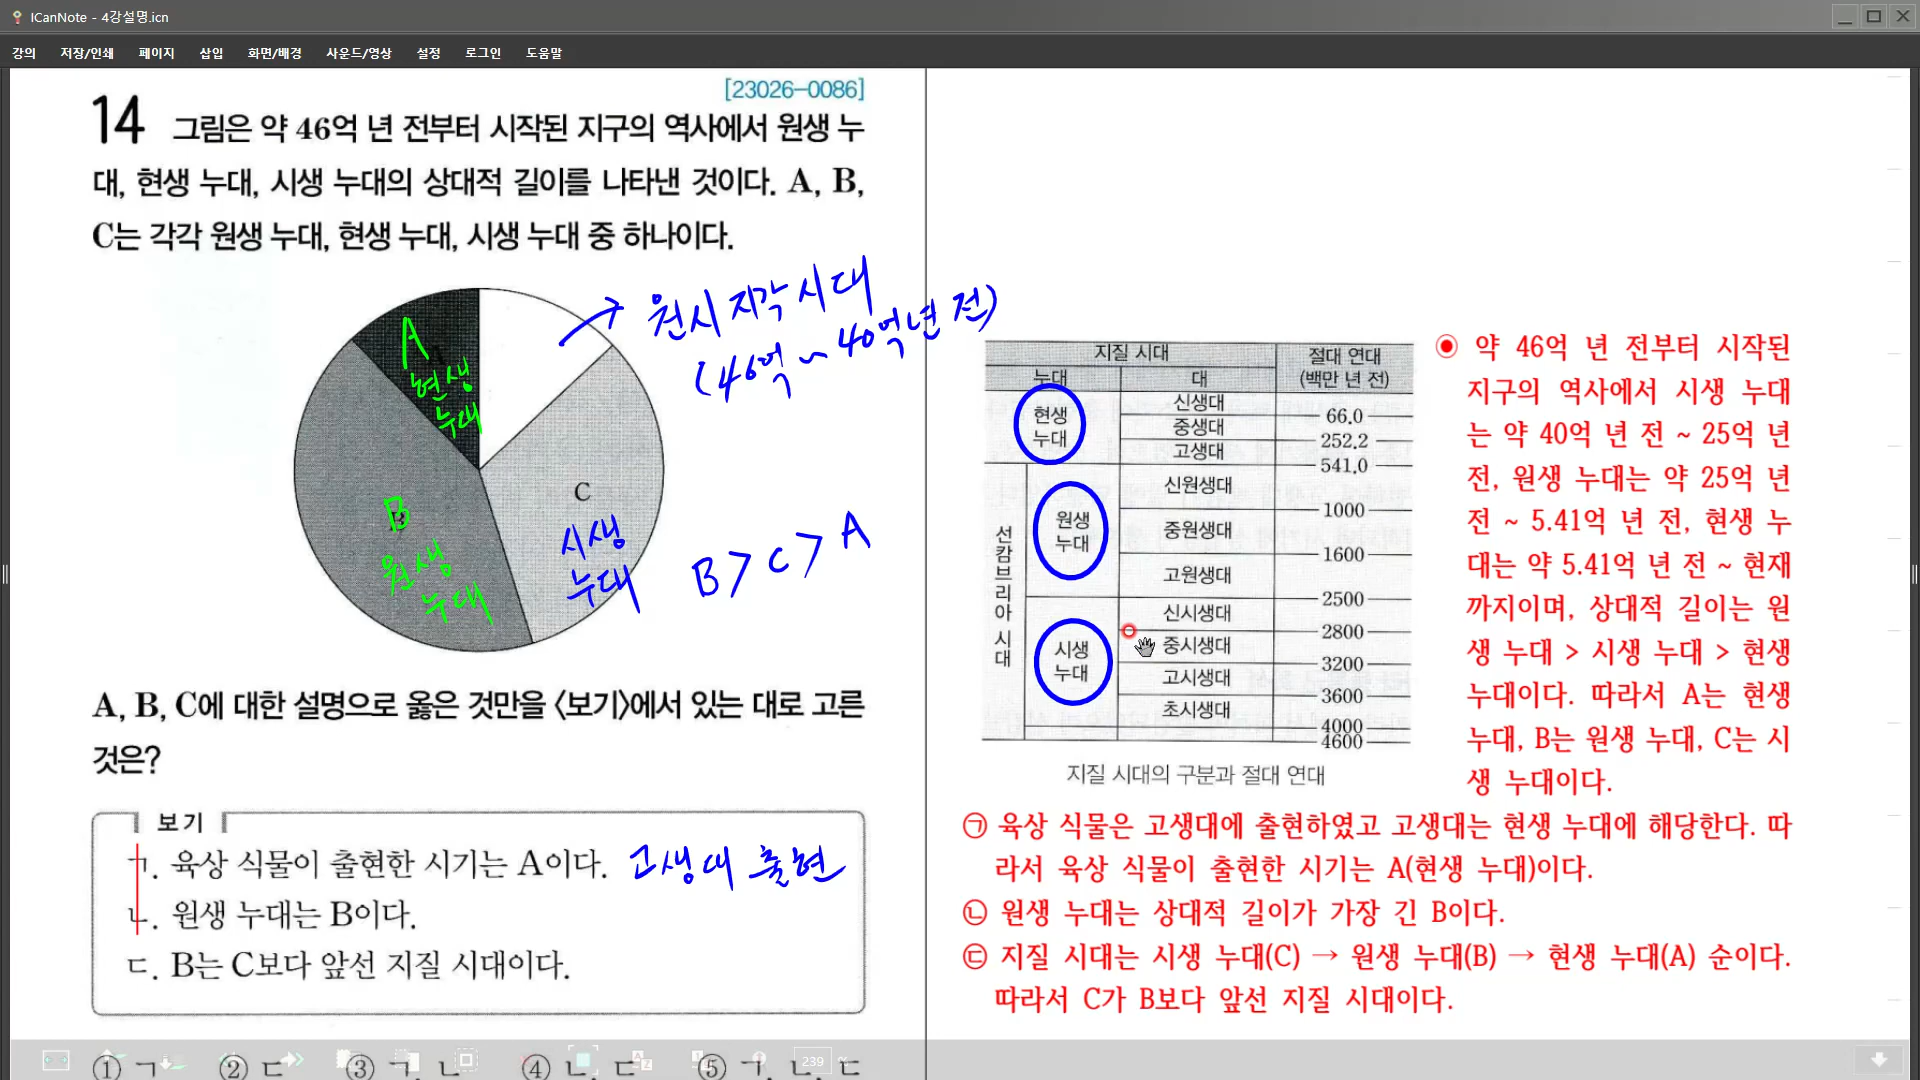 ICanNote - 4강설명.icn
강의 저장/인쇄 페이지 삽입 화면/배경 사운드/영상 설정 로그인 도움말
[23026-0086]
14 그림은 약 46억 년 전부터 시작된 지구의 역사에서 원생 누
대, 현생 누대, 시생 누대의 상대적 길이를 나타낸 것이다. A, B,
C는 각각 원생 누대, 현생 누대, 시생 누대 중 하나이다.
원시 지각 시대
(46억 ~ 40억년 전)
A
현생
누대
B
원생
누대
C
시생
누대
B > C > A
A, B, C에 대한 설명으로 옳은 것만을 <보기>에서 있는 대로 고른
것은?
보기
ㄱ. 육상 식물이 출현한 시기는 A이다. 고생대 출현
ㄴ. 원생 누대는 B이다.
ㄷ. B는 C보다 앞선 지질 시대이다.
① ㄱ ② ㄷ ③ ㄱ, ㄴ ④ ㄴ, ㄷ ⑤ ㄱ, ㄴ, ㄷ
239
지질 시대 절대 연대
누대 대 (백만 년 전)
현생 누대
신생대 66.0
중생대 252.2
고생대 541.0
선캄브리아 시대
원생 누대
신원생대 1000
중원생대 1600
고원생대 2500
시생 누대
신시생대 2800
중시생대 3200
고시생대 3600
초시생대 4000
4600
지질 시대의 구분과 절대 연대
◉ 약 46억 년 전부터 시작된
지구의 역사에서 시생 누대
는 약 40억 년 전 ~ 25억 년
전, 원생 누대는 약 25억 년
전 ~ 5.41억 년 전, 현생 누
대는 약 5.41억 년 전 ~ 현재
까지이며, 상대적 길이는 원
생 누대 > 시생 누대 > 현생
누대이다. 따라서 A는 현생
누대, B는 원생 누대, C는 시
생 누대이다.
㉠ 육상 식물은 고생대에 출현하였고 고생대는 현생 누대에 해당한다. 따
라서 육상 식물이 출현한 시기는 A(현생 누대)이다.
㉡ 원생 누대는 상대적 길이가 가장 긴 B이다.
㉢ 지질 시대는 시생 누대(C) → 원생 누대(B) → 현생 누대(A) 순이다.
따라서 C가 B보다 앞선 지질 시대이다.